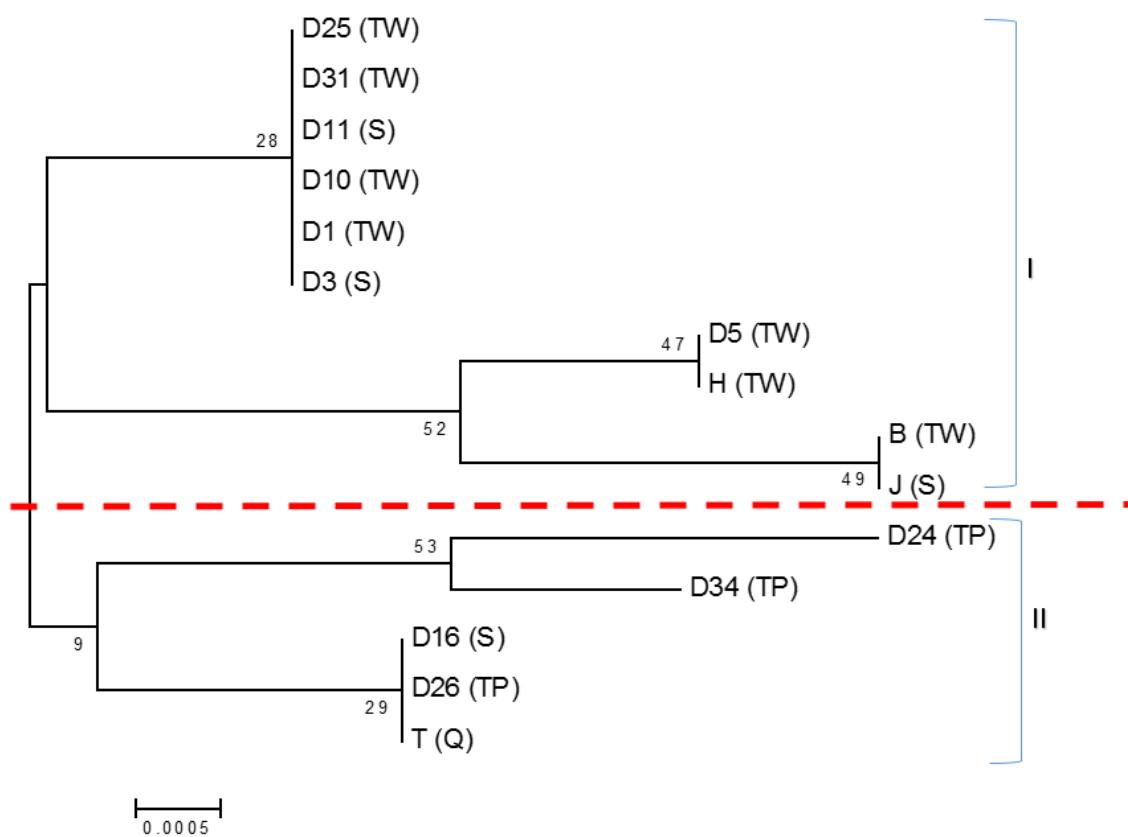 D25 (TW)
D31 (TW)
28
D11 (S)
D10 (TW)
D1 (TW)
I
D3 (S)
D5 (TW)
47
H (TW)
52
B (TW)
49
J (S)
D24 (TP)
53
D34 (TP)
II
D16 (S)
9
D26 (TP)
29
T (Q)
0.0005